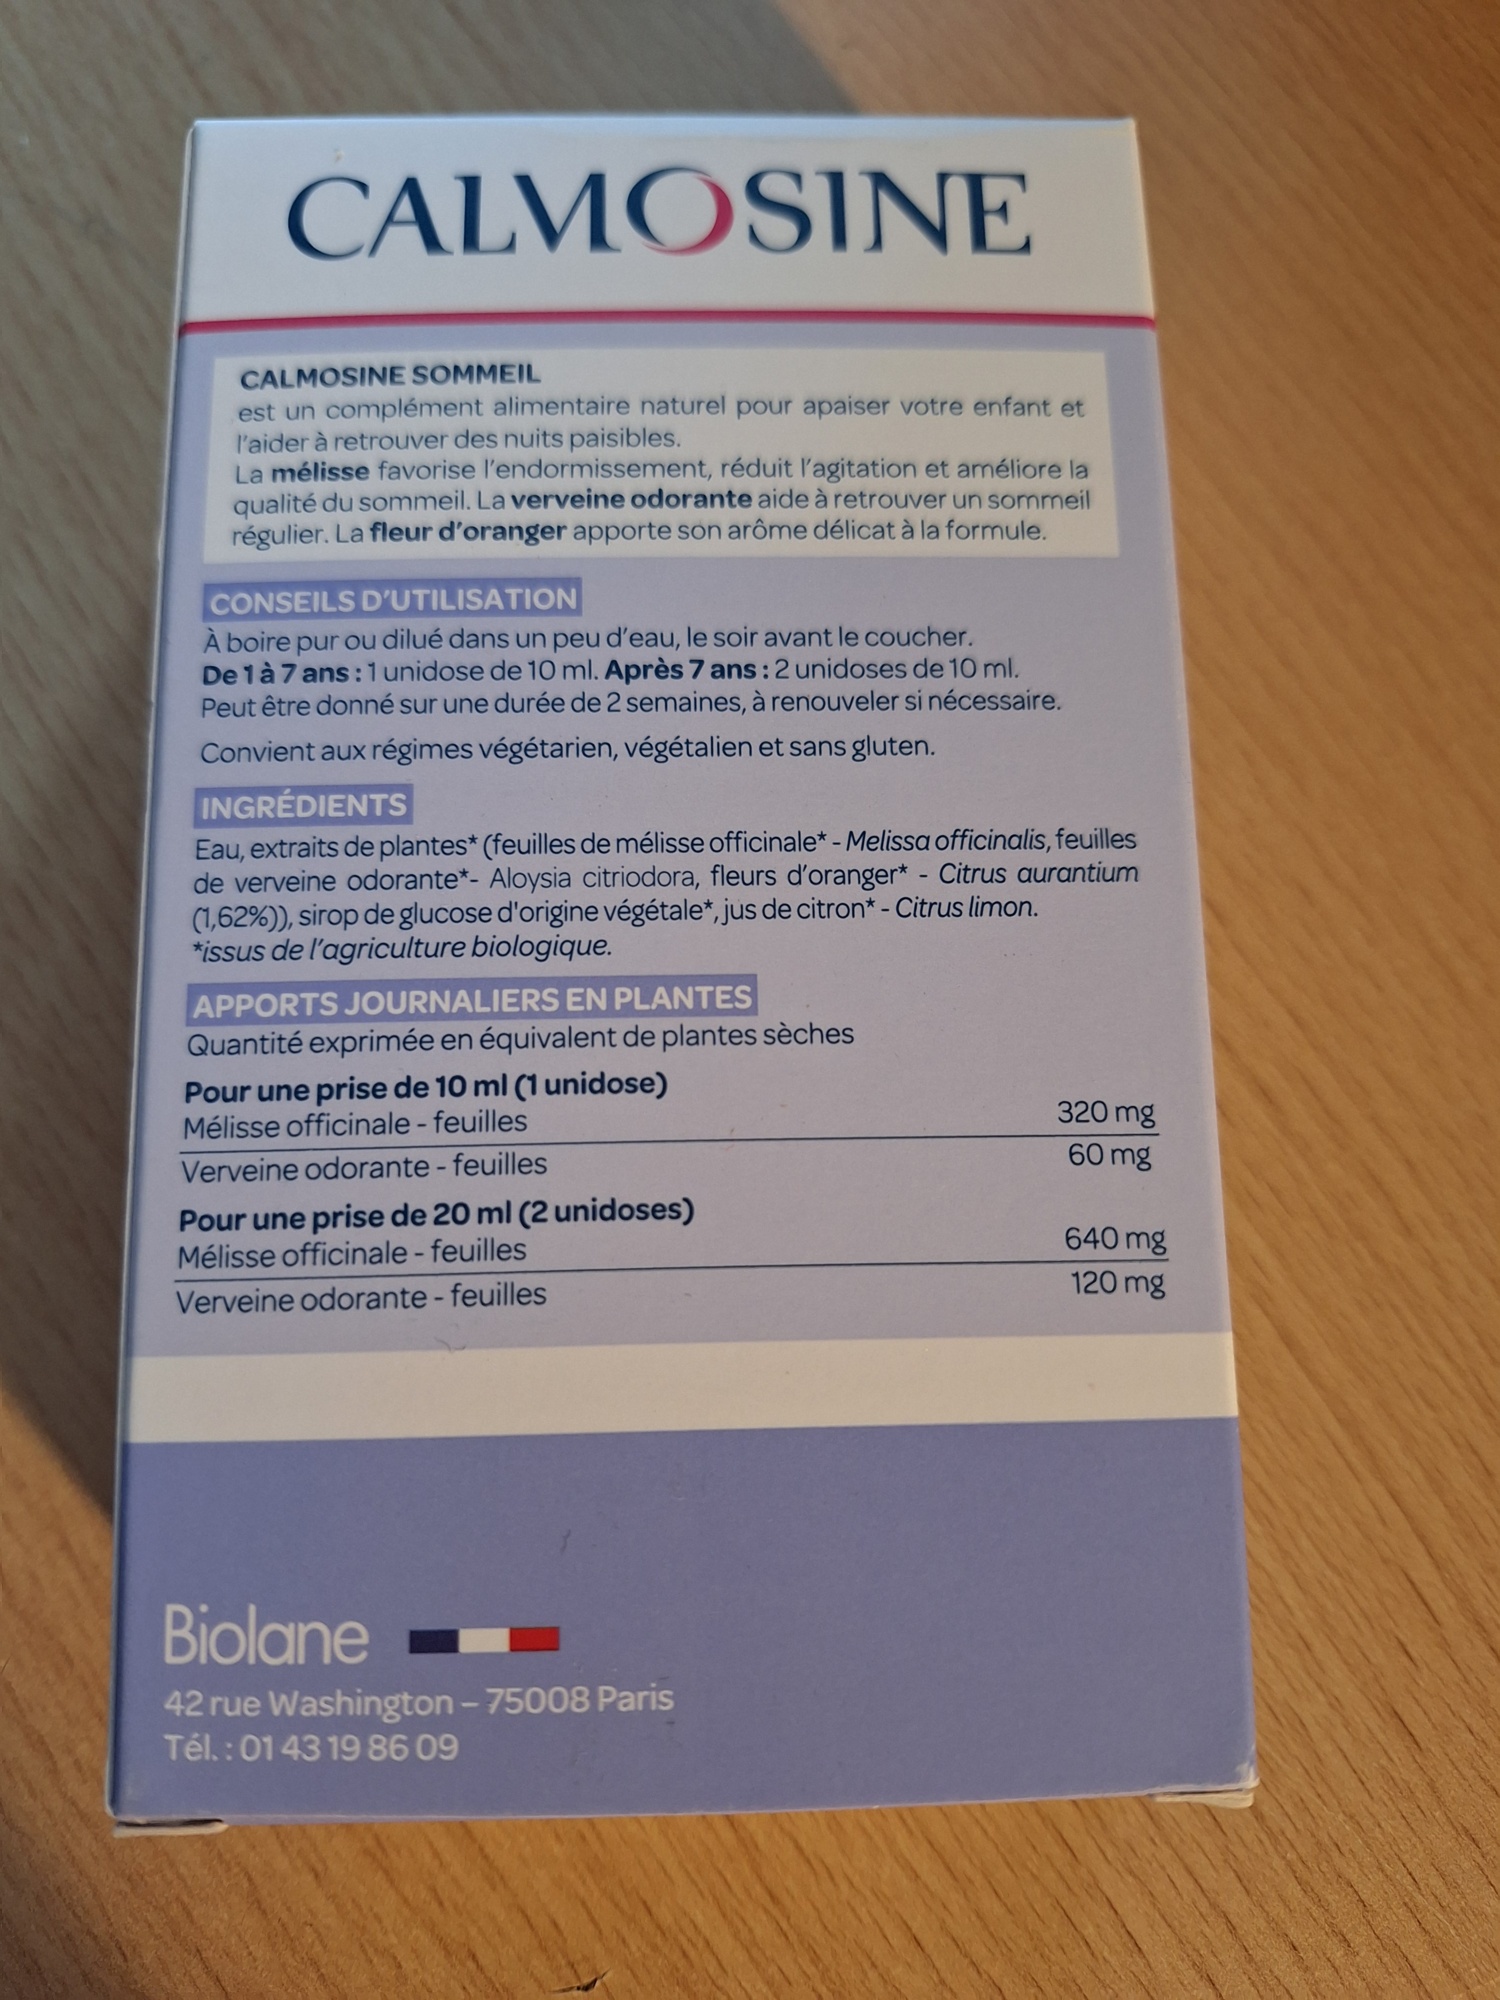 CALMOSINE
CALMOSINE SOMMEIL
est un complément alimentaire naturel pour apaiser votre enfant et
l'aider à retrouver des nuits paisibles.
La mélisse favorise l'endormissement, réduit l'agitation et améliore la
qualité du sommeil. La verveine odorante aide à retrouver un sommeil
régulier. La fleur d'oranger apporte son arôme délicat à la formule.
CONSEILS D'UTILISATION
À boire pur ou dilué dans un peu d'eau, le soir avant le coucher.
De 1 à 7 ans : 1 unidose de 10 ml. Après 7 ans : 2 unidoses de 10 ml.
Peut être donné sur une durée de 2 semaines, à renouveler si nécessaire.
Convient aux régimes végétarien, végétalien et sans gluten.
INGRÉDIENTS
Eau, extraits de plantes* (feuilles de mélisse officinale* - Melissa officinalis, feuilles
de verveine odorante*- Aloysia citriodora, fleurs d'oranger* - Citrus aurantium
(1,62%)), sirop de glucose d'origine végétale*, jus de citron* - Citrus limon.
*issus de l'agriculture biologique.
APPORTS JOURNALIERS EN PLANTES
Quantité exprimée en équivalent de plantes sèches
Pour une prise de 10 ml (1 unidose)
Mélisse officinale - feuilles 320 mg
Verveine odorante - feuilles 60 mg
Pour une prise de 20 ml (2 unidoses)
Mélisse officinale - feuilles 640 mg
Verveine odorante - feuilles 120 mg
Biolane
42 rue Washington – 75008 Paris
Tél. : 01 43 19 86 09